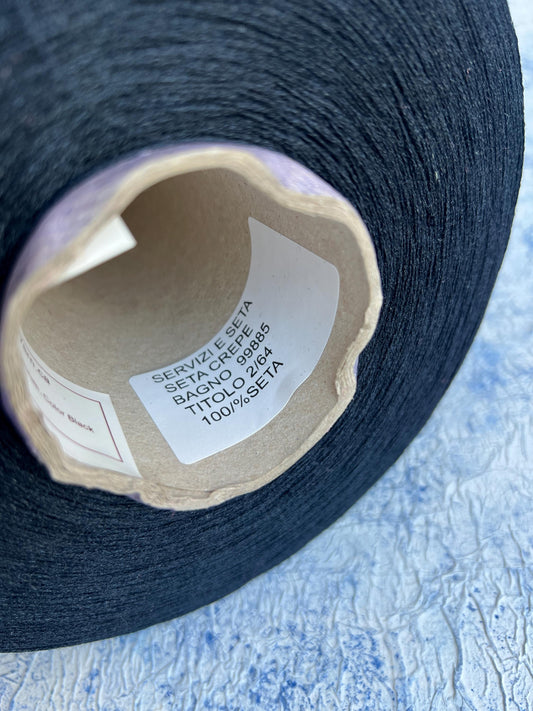 SERVIZI E SETA
SETA CREPE
BAGNO 99885
TITOLO 2/64
100/%SETA
Color Black